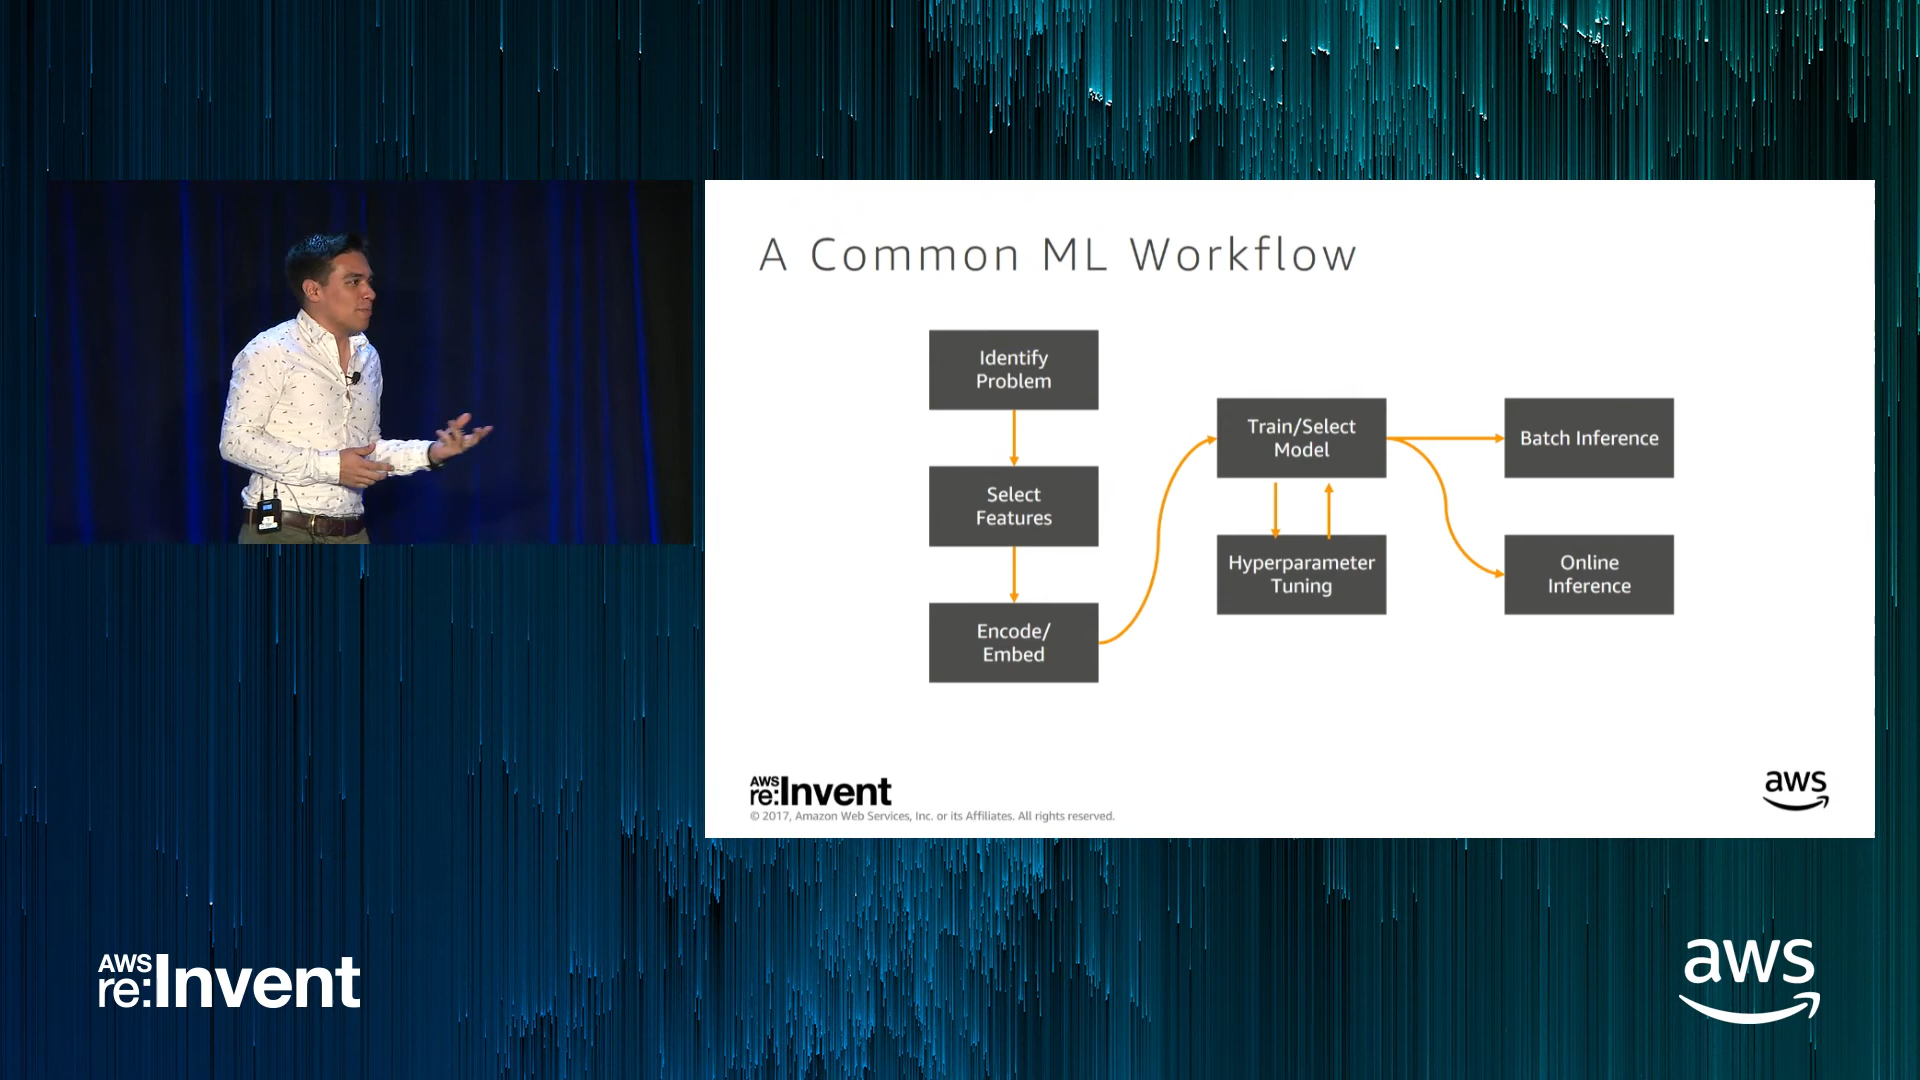 A Common ML Workflow
Identify
Problem
Select
Features
Encode/
Embed
Train/Select
Model
Hyperparameter
Tuning
Batch Inference
Online
Inference
AWS
re:Invent
© 2017, Amazon Web Services, Inc. or its Affiliates. All rights reserved.
aws
AWS
re:Invent
aws